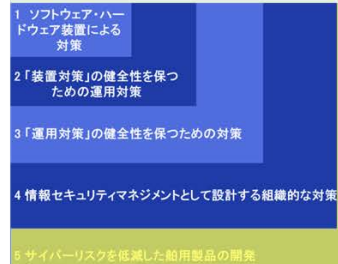 1 ソフトウェア・ハー
ドウェア装置による
対策
2「装置対策」の健全性を保つ
ための運用対策
3「運用対策」の健全性を保つための対策
4 情報セキュリティマネジメントとして設計する組織的な対策
5 サイバーリスクを低減した舶用製品の開発